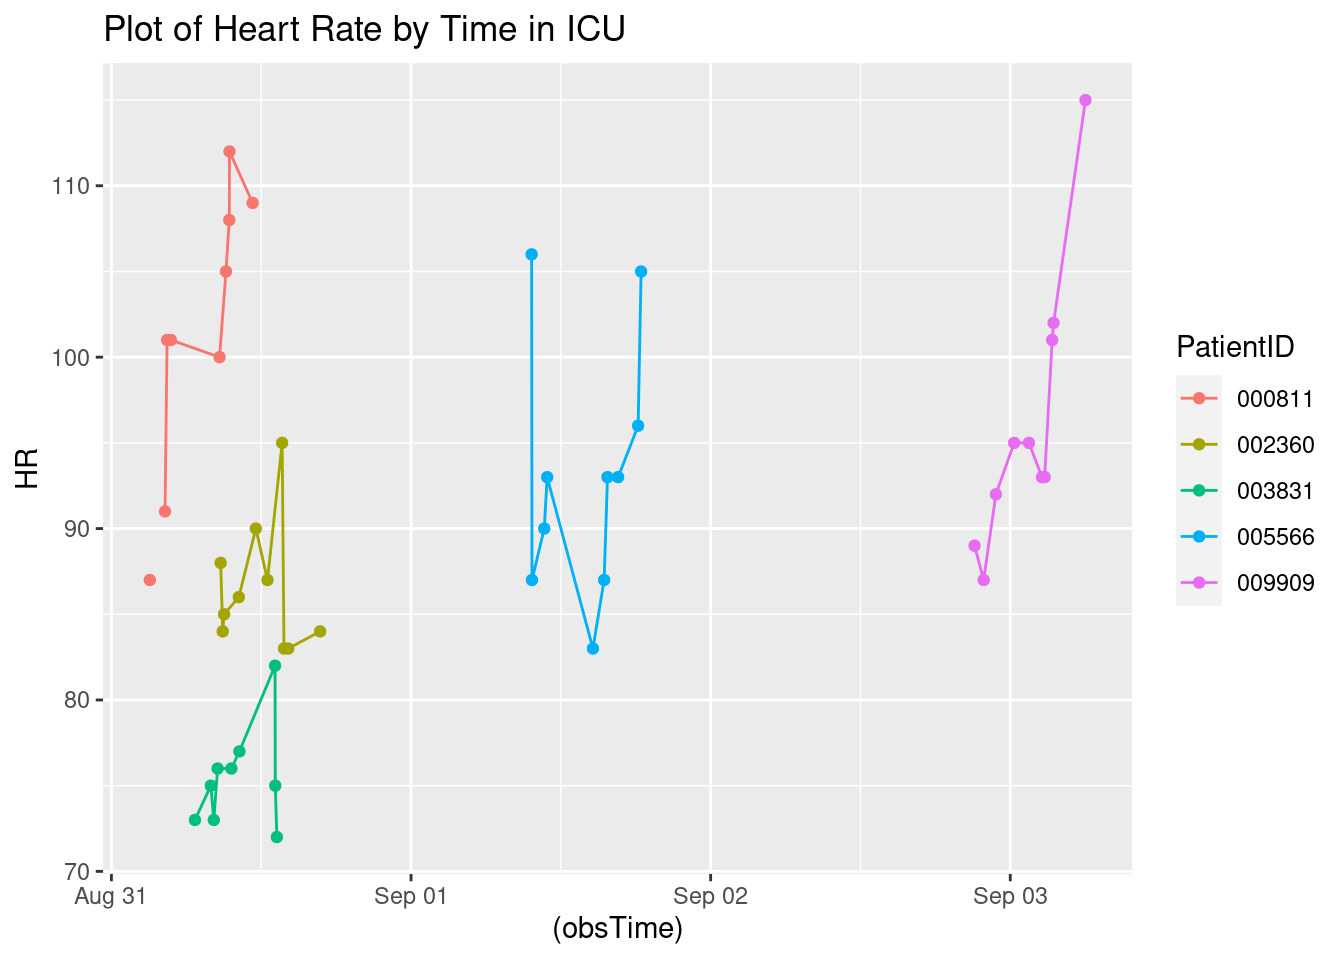 Plot of Heart Rate by Time in ICU
HR
110
100
90
80
70
Aug 31
Sep 01
Sep 02
Sep 03
(obsTime)
PatientID
000811
002360
003831
005566
009909